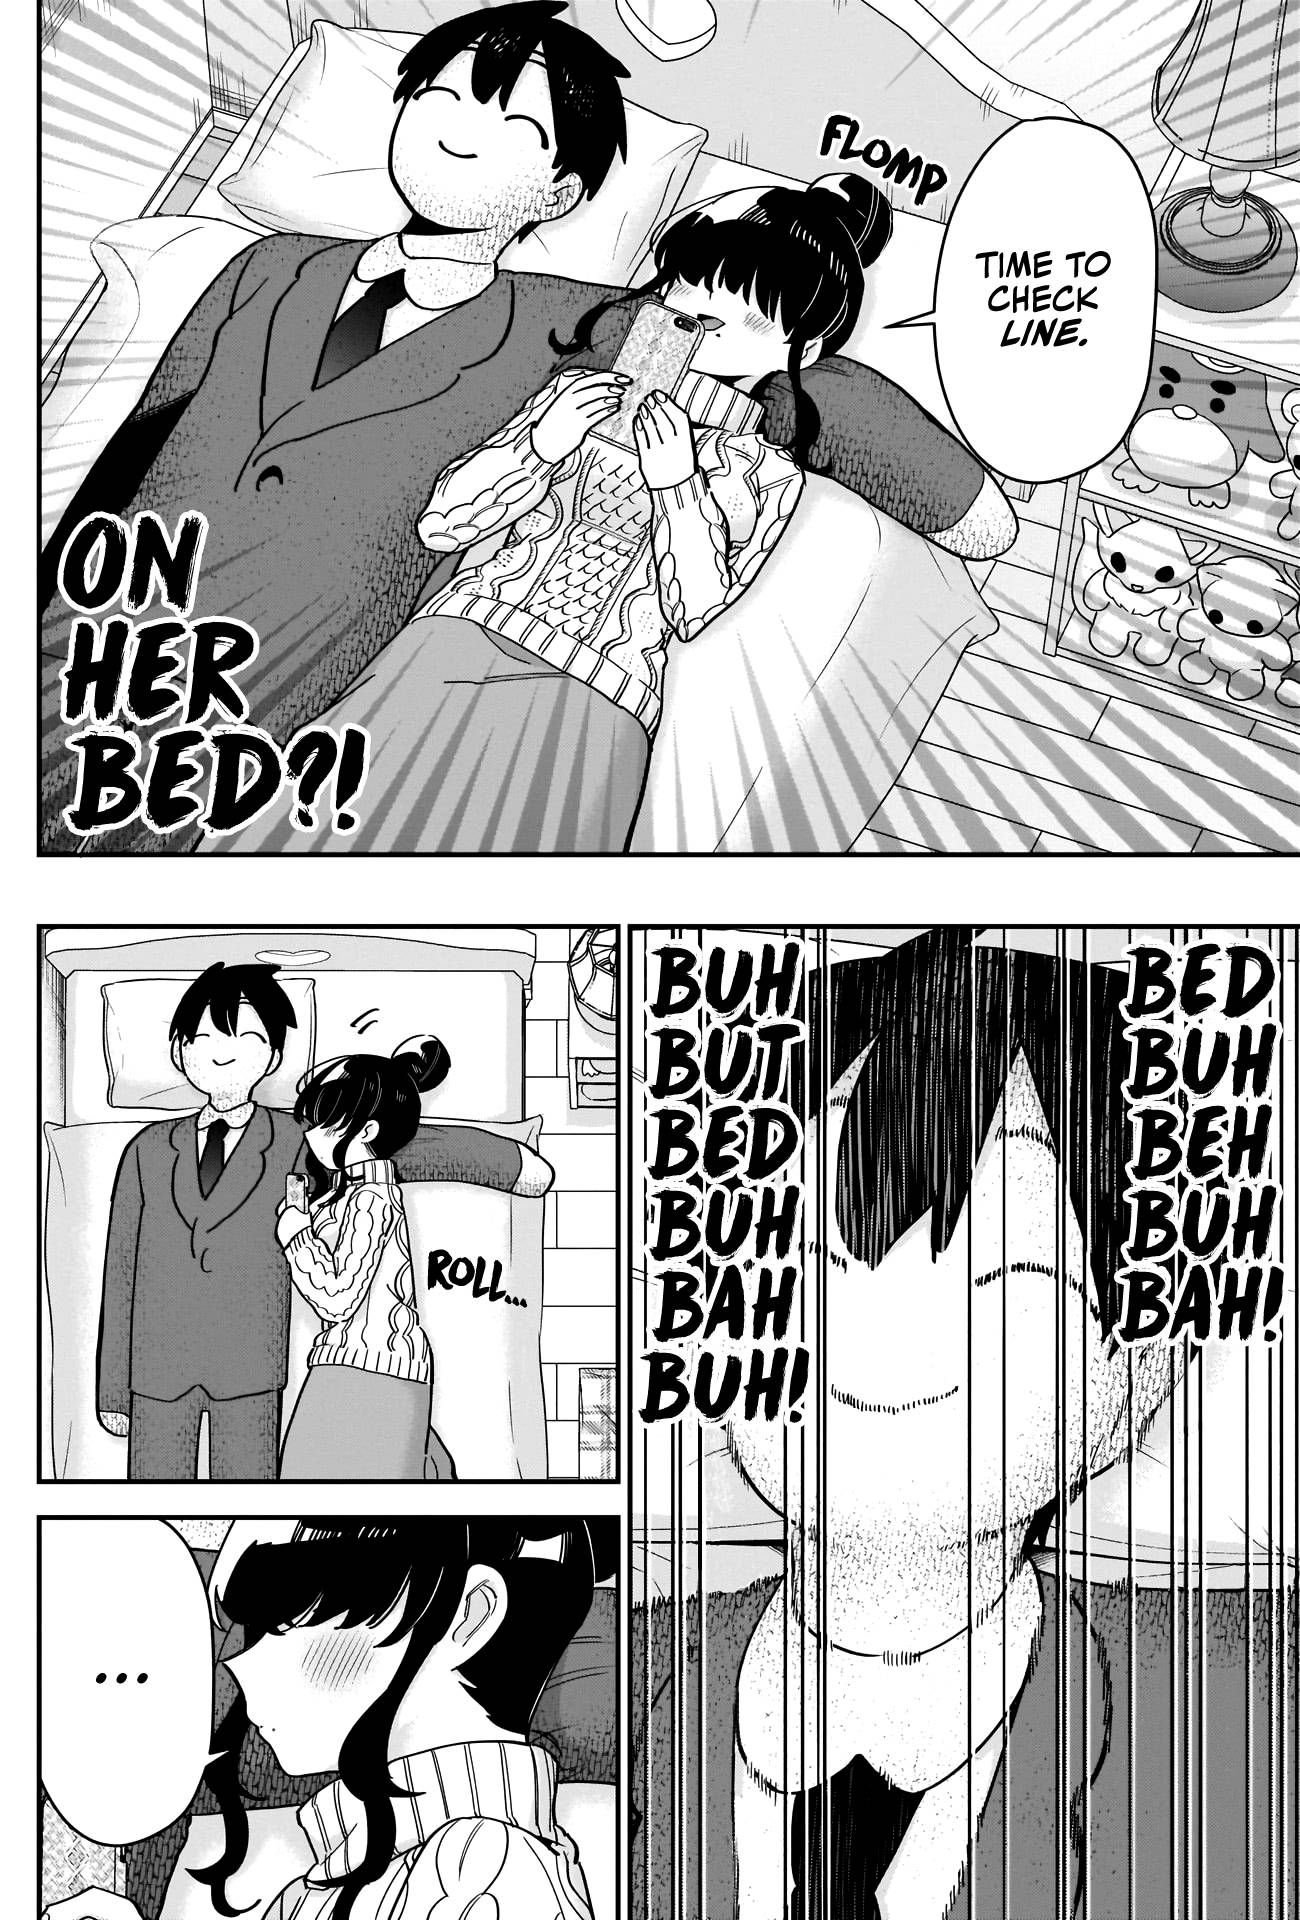 FLOMP
TIME TO
CHECK
LINE.
ON
HER
BED?!
BED
BUH
BEH
BUH
BAH!
BUH
BUT
BED
BUH
BAH
BUH!
ROLL...
...